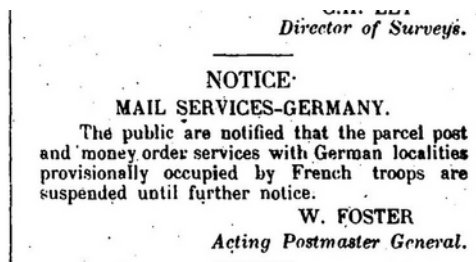 Director of Surveys.
NOTICE
MAIL SERVICES-GERMANY.
The public are notified that the parcel post
and money order services with German localities
provisionally occupied by French troops are
suspended until further notice.
W. FOSTER
Acting Postmaster General.